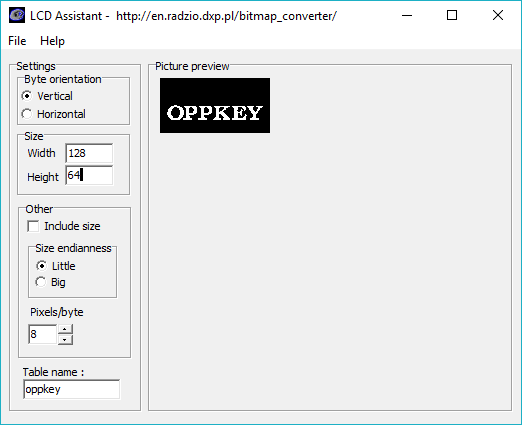 LCD Assistant - http://en.radzio.dxp.pl/bitmap_converter/
File Help
Settings
Byte orientation
Vertical
Horizontal
Size
Width 128
Height 64
Other
Include size
Size endianness
Little
Big
Pixels/byte
8
Table name :
oppkey
Picture preview
OPPKEY